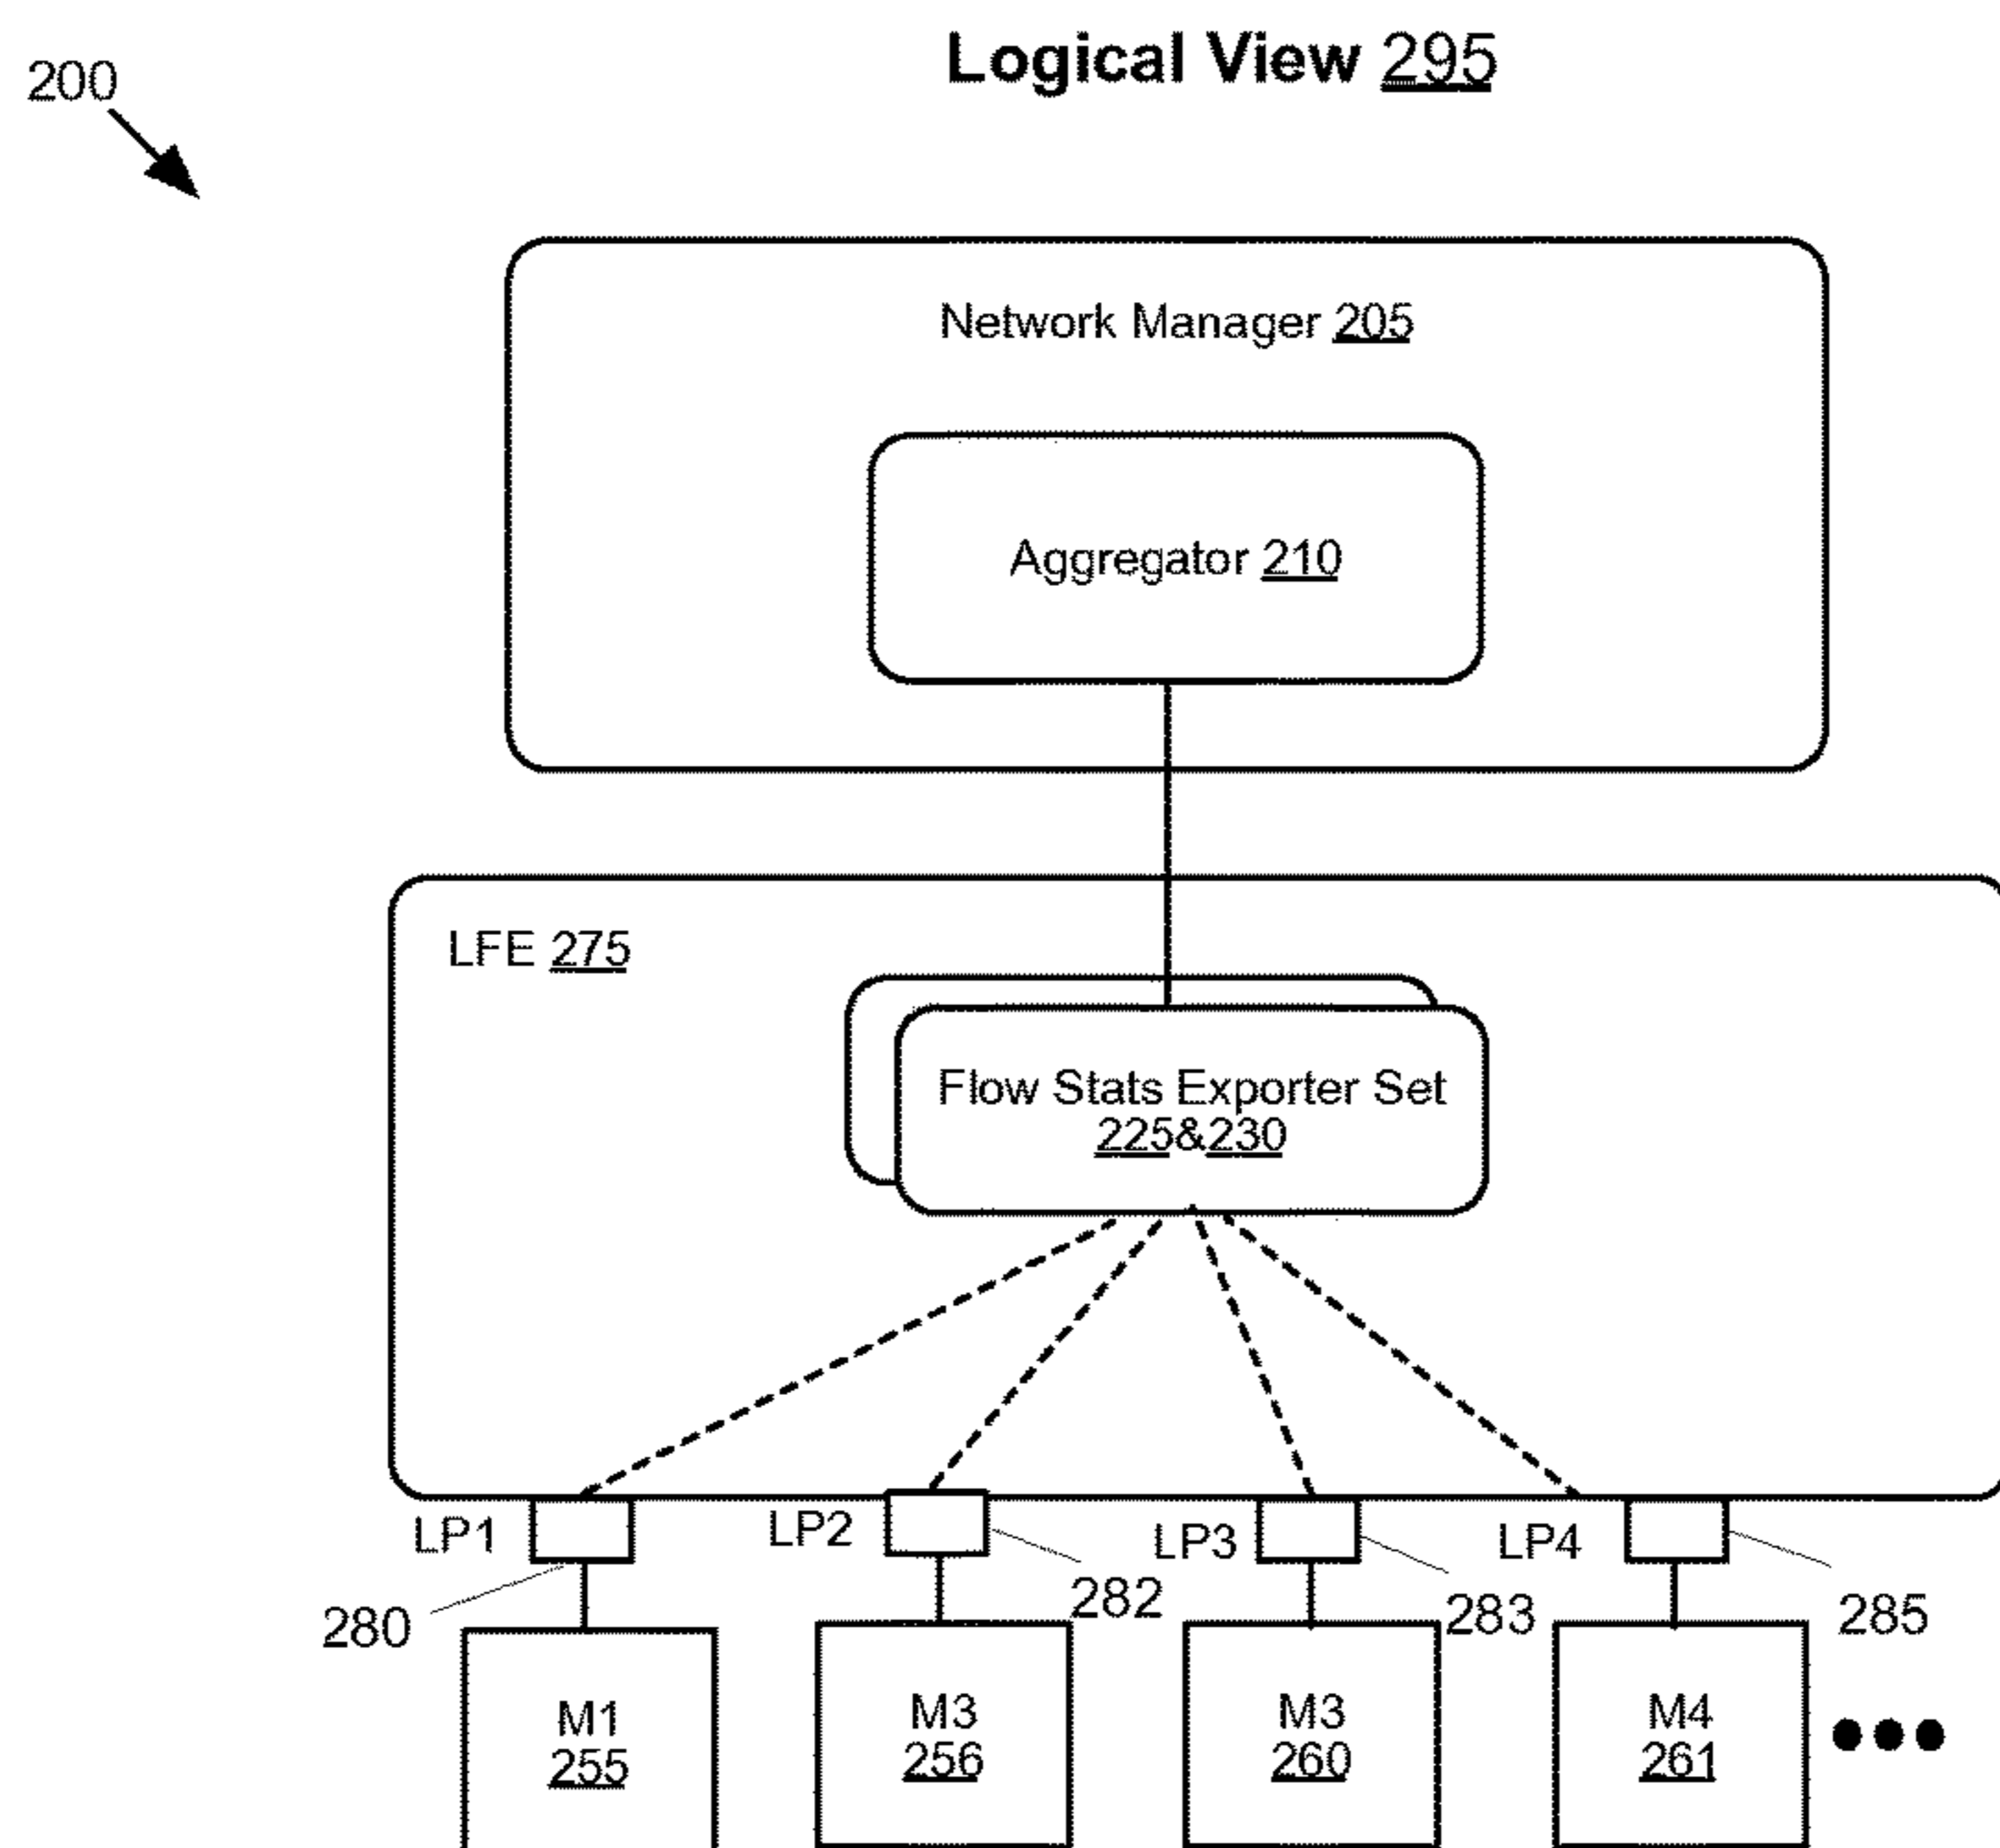 Logical View 295
200
Network Manager 205
Aggregator 210
LFE 275
Flow Stats Exporter Set
225&230
LP1
LP2
LP3
LP4
280
282
283
285
M1
255
M3
256
M3
260
M4
261